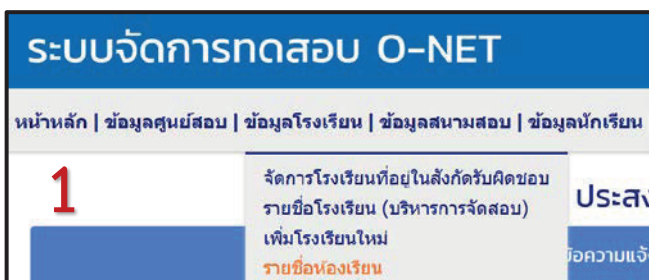 ระบบจัดการทดสอบ O-NET
หน้าหลัก | ข้อมูลศูนย์สอบ | ข้อมูลโรงเรียน | ข้อมูลสนามสอบ | ข้อมูลนักเรียน
1
จัดการโรงเรียนที่อยู่ในสังกัดรับผิดชอบ
รายชื่อโรงเรียน (บริหารการจัดสอบ)
เพิ่มโรงเรียนใหม่
รายชื่อห้องเรียน